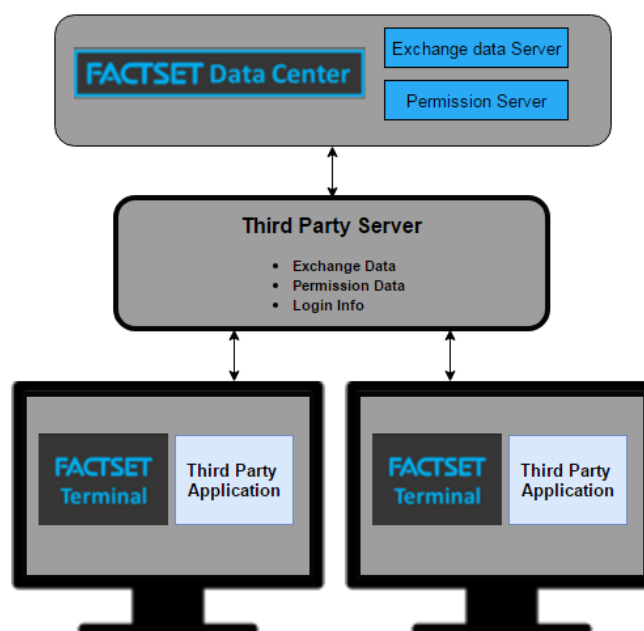 FACTSET Data Center
Exchange data Server
Permission Server
Third Party Server
• Exchange Data
• Permission Data
• Login Info
FACTSET
Terminal
Third Party
Application
FACTSET
Terminal
Third Party
Application